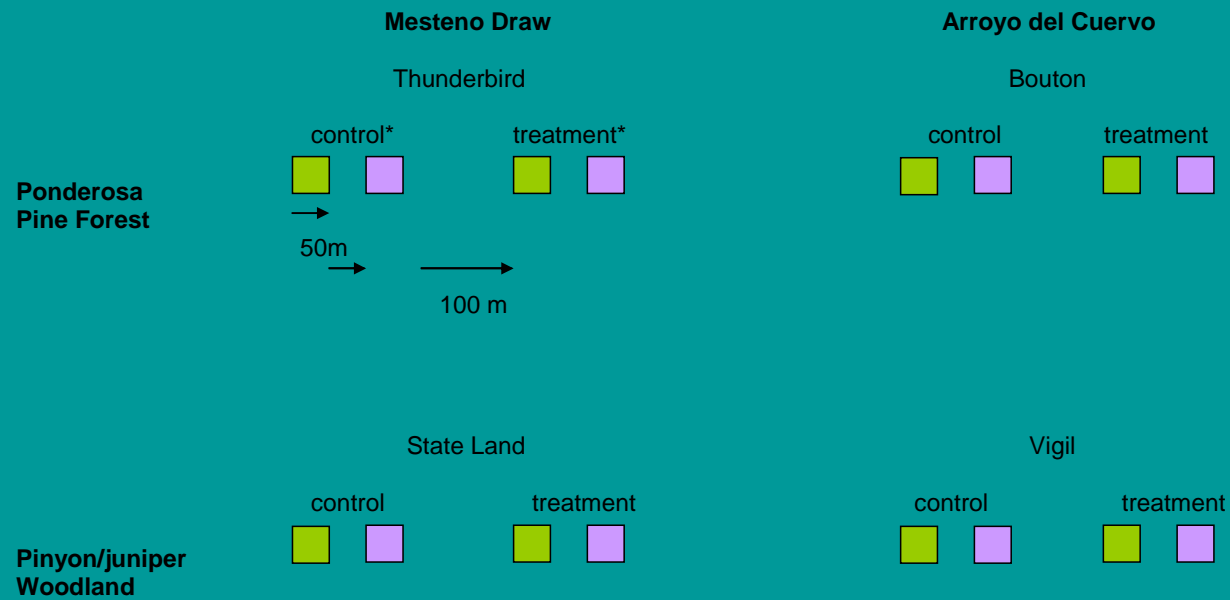 Mesteno Draw Arroyo del Cuervo
Thunderbird Bouton
control* treatment* control treatment
Ponderosa
Pine Forest
50m
100 m
State Land Vigil
control treatment control treatment
Pinyon/juniper
Woodland